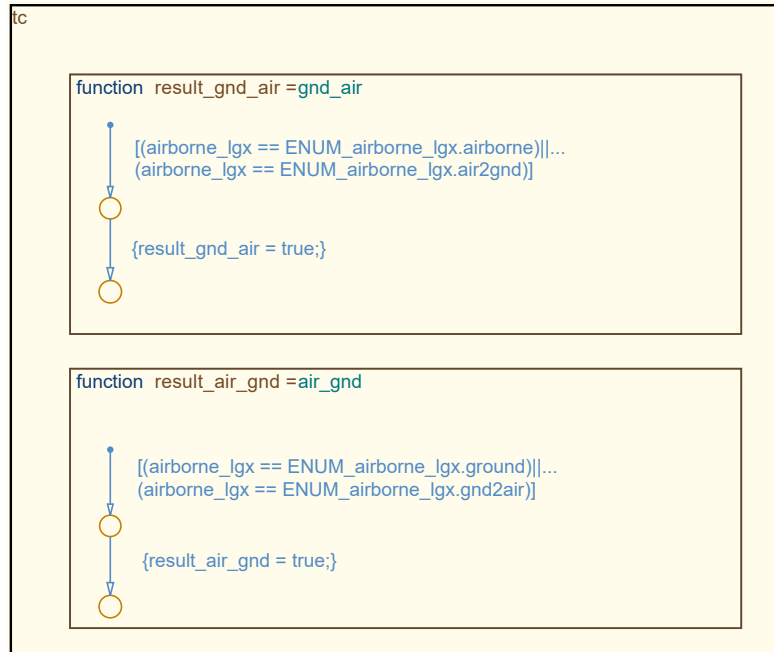 tc
function result_gnd_air =gnd_air
[(airborne_lgx == ENUM_airborne_lgx.airborne)||...
(airborne_lgx == ENUM_airborne_lgx.air2gnd)]
{result_gnd_air = true;}
function result_air_gnd =air_gnd
[(airborne_lgx == ENUM_airborne_lgx.ground)||...
(airborne_lgx == ENUM_airborne_lgx.gnd2air)]
{result_air_gnd = true;}